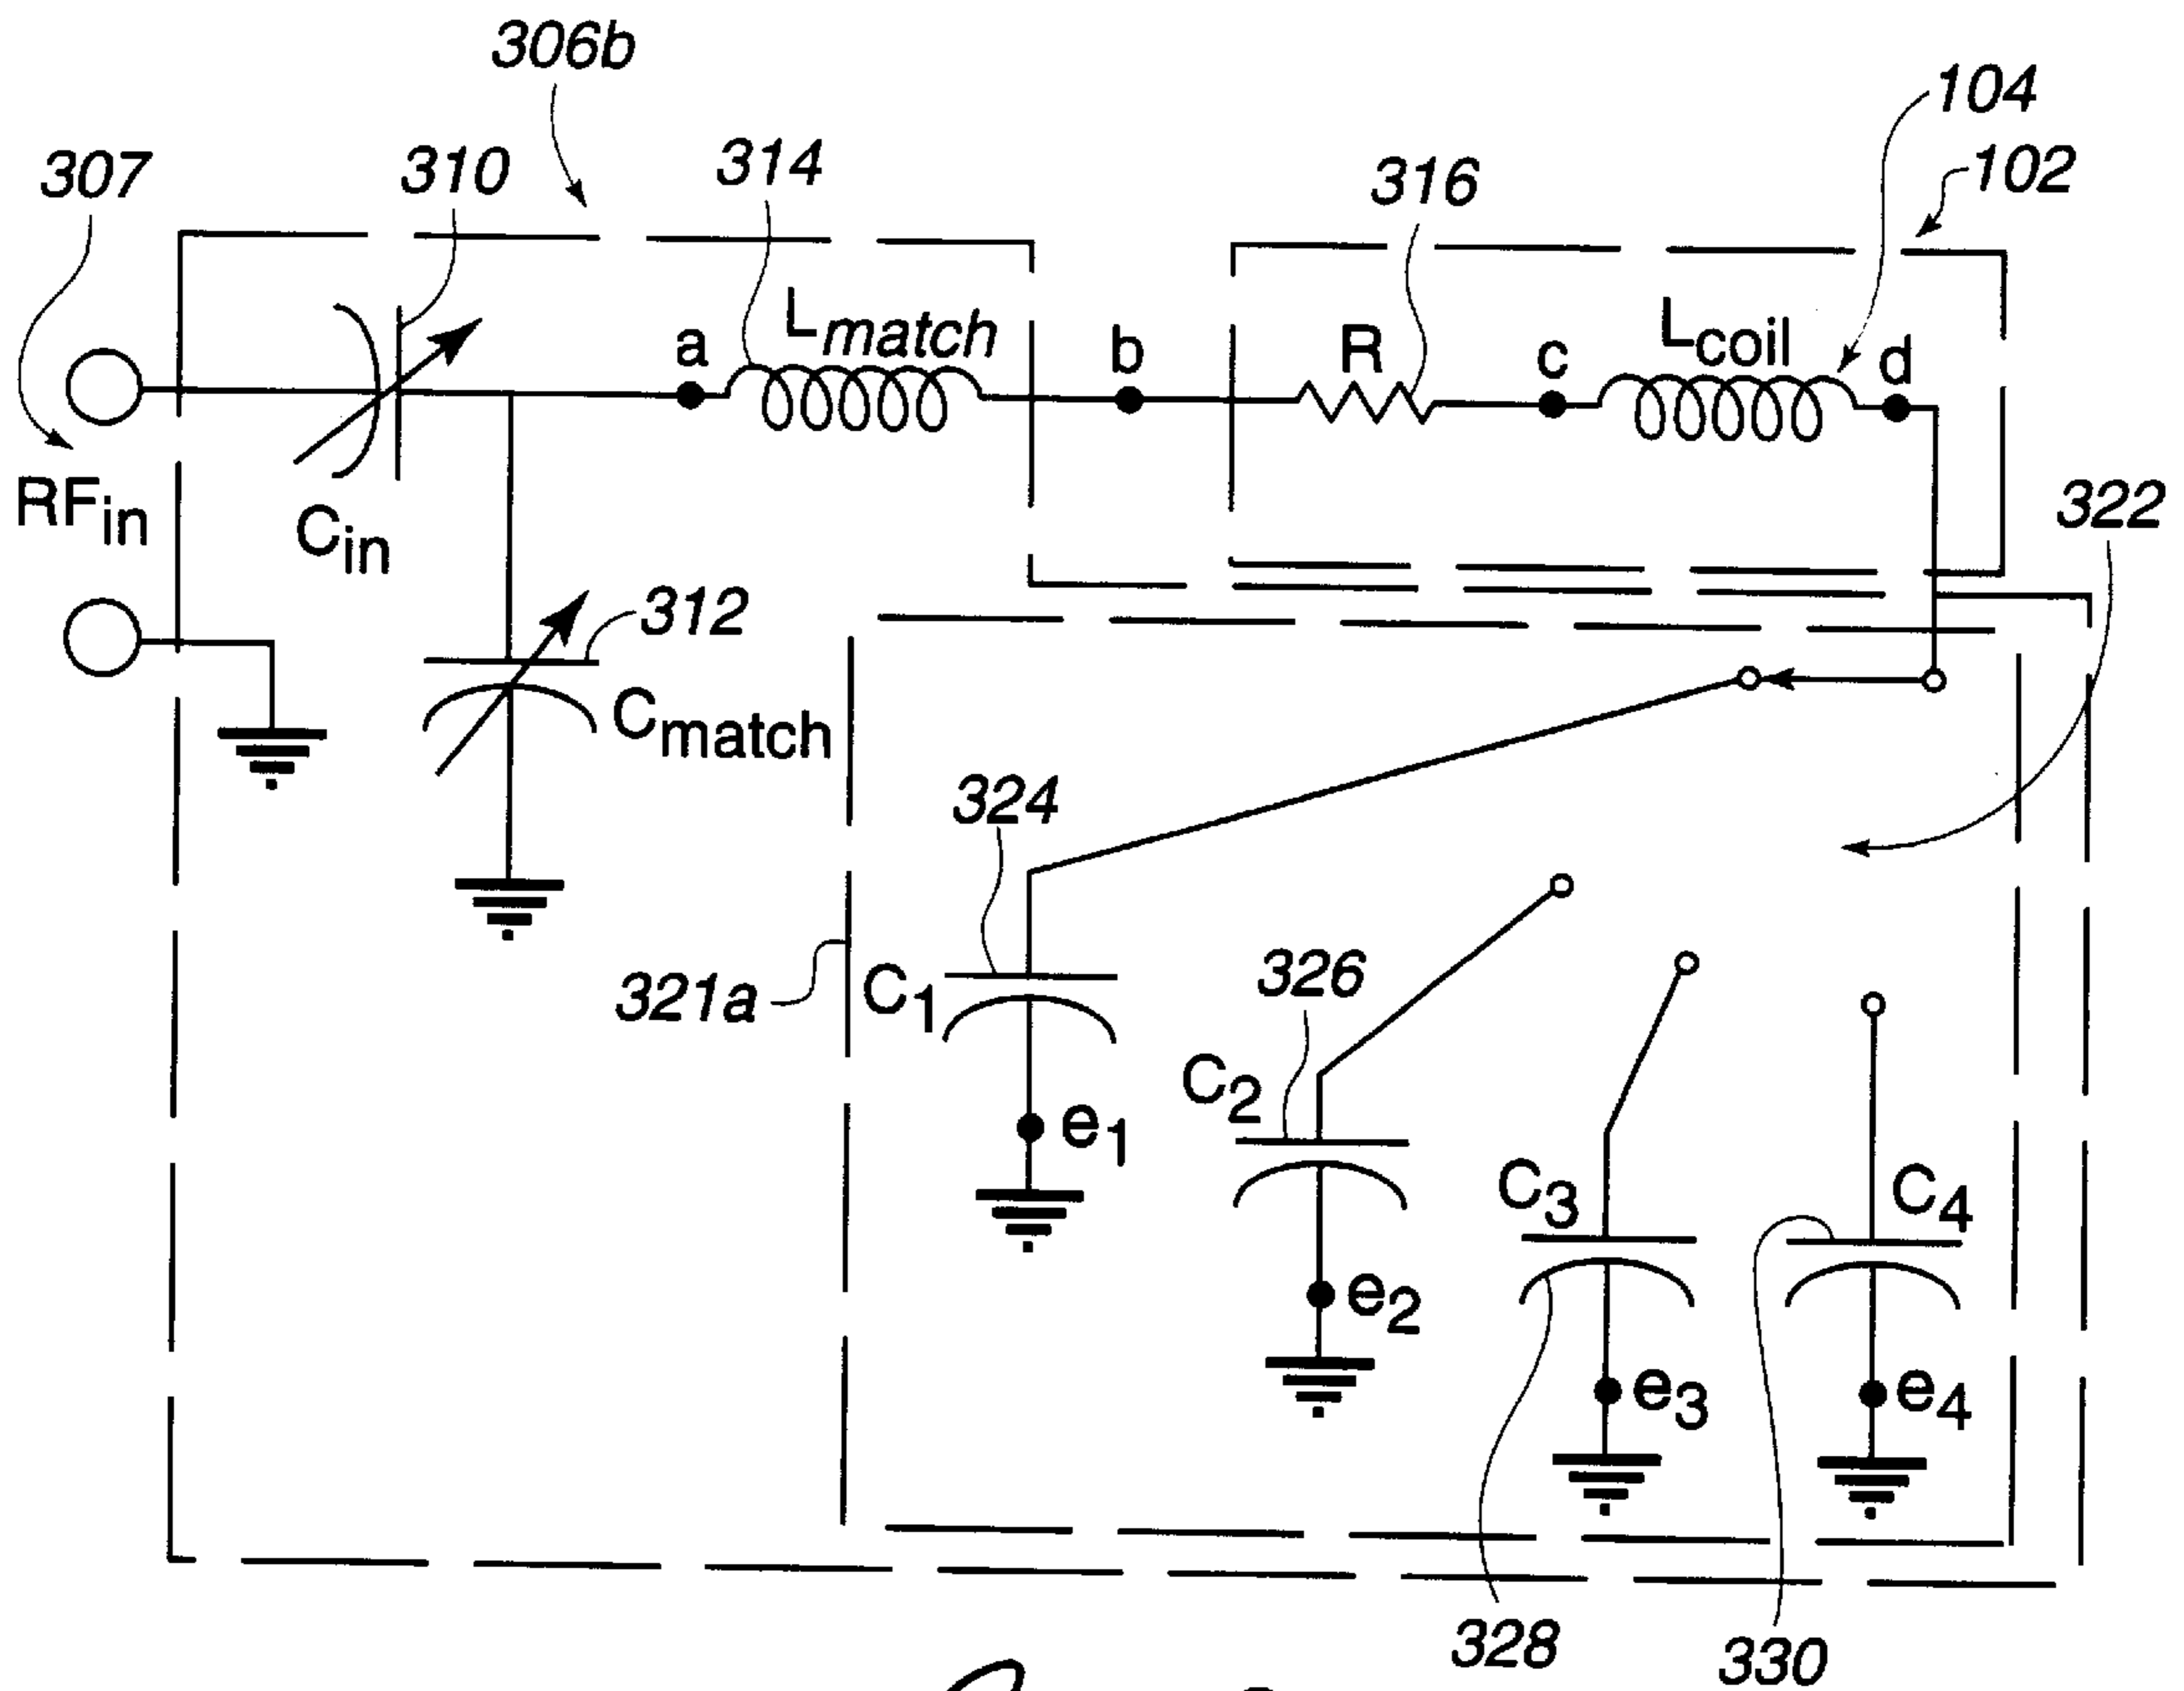 306b
104
102
307
310
314
316
a
Lmatch
b
R
c
Lcoil
d
RFin
Cin
322
312
Cmatch
324
321a
C1
326
e1
C2
C3
C4
e2
e3
e4
328
330